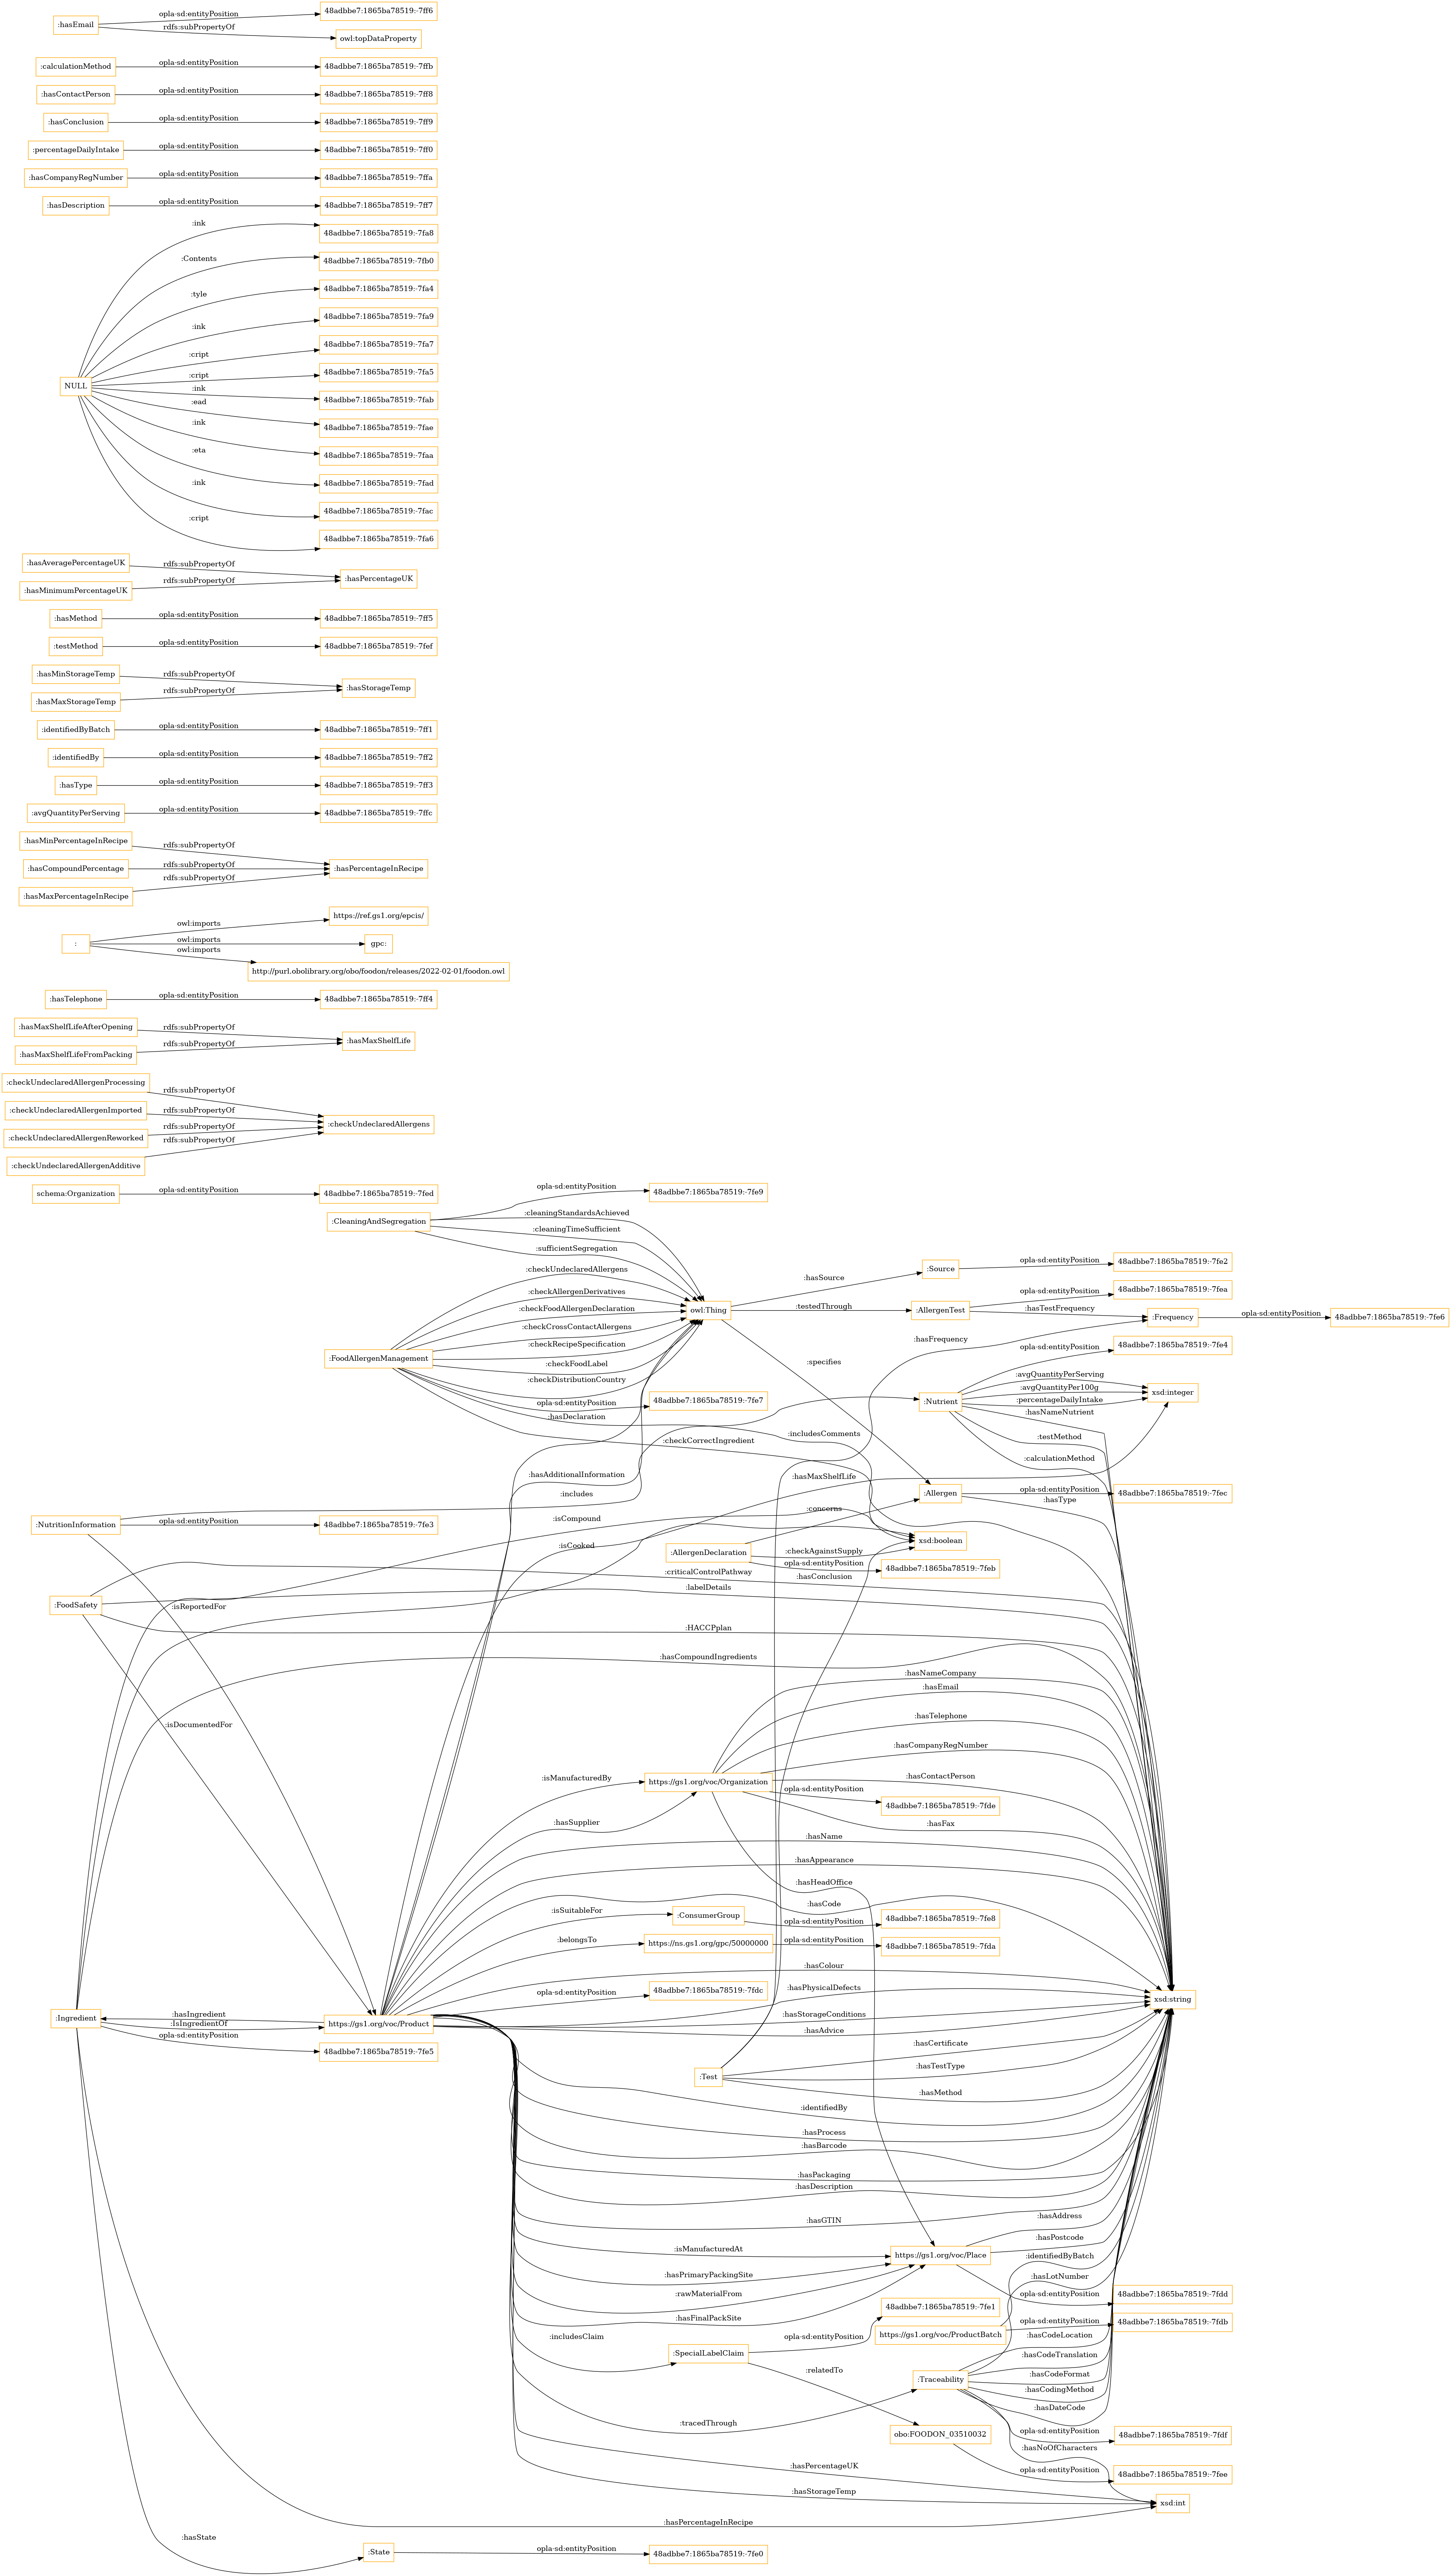 :hasEmail
opla-sd:entityPosition
48adbbe7:1865ba78519:-7ff6
rdfs:subPropertyOf
owl:topDataProperty
:calculationMethod
opla-sd:entityPosition
48adbbe7:1865ba78519:-7ffb
:hasContactPerson
opla-sd:entityPosition
48adbbe7:1865ba78519:-7ff8
:hasConclusion
opla-sd:entityPosition
48adbbe7:1865ba78519:-7ff9
:percentageDailyIntake
opla-sd:entityPosition
48adbbe7:1865ba78519:-7ff0
:hasCompanyRegNumber
opla-sd:entityPosition
48adbbe7:1865ba78519:-7ffa
:hasDescription
opla-sd:entityPosition
48adbbe7:1865ba78519:-7ff7
NULL
:ink
48adbbe7:1865ba78519:-7fa8
:Contents
48adbbe7:1865ba78519:-7fb0
:tyle
48adbbe7:1865ba78519:-7fa4
:ink
48adbbe7:1865ba78519:-7fa9
:cript
48adbbe7:1865ba78519:-7fa7
:cript
48adbbe7:1865ba78519:-7fa5
:ink
48adbbe7:1865ba78519:-7fab
:ead
48adbbe7:1865ba78519:-7fae
:ink
48adbbe7:1865ba78519:-7faa
:eta
48adbbe7:1865ba78519:-7fad
:ink
48adbbe7:1865ba78519:-7fac
:cript
48adbbe7:1865ba78519:-7fa6
:hasAveragePercentageUK
rdfs:subPropertyOf
:hasPercentageUK
:hasMinimumPercentageUK
rdfs:subPropertyOf
:hasMethod
opla-sd:entityPosition
48adbbe7:1865ba78519:-7ff5
:testMethod
opla-sd:entityPosition
48adbbe7:1865ba78519:-7fef
:hasMinStorageTemp
rdfs:subPropertyOf
:hasStorageTemp
:hasMaxStorageTemp
rdfs:subPropertyOf
:identifiedByBatch
opla-sd:entityPosition
48adbbe7:1865ba78519:-7ff1
:identifiedBy
opla-sd:entityPosition
48adbbe7:1865ba78519:-7ff2
:hasType
opla-sd:entityPosition
48adbbe7:1865ba78519:-7ff3
:avgQuantityPerServing
opla-sd:entityPosition
48adbbe7:1865ba78519:-7ffc
:hasMinPercentageInRecipe
rdfs:subPropertyOf
:hasCompoundPercentage
rdfs:subPropertyOf
:hasPercentageInRecipe
:hasMaxPercentageInRecipe
rdfs:subPropertyOf
:
owl:imports
https://ref.gs1.org/epcis/
owl:imports
gpc:
owl:imports
http://purl.obolibrary.org/obo/foodon/releases/2022-02-01/foodon.owl
:hasTelephone
opla-sd:entityPosition
48adbbe7:1865ba78519:-7ff4
:hasMaxShelfLifeAfterOpening
rdfs:subPropertyOf
:hasMaxShelfLife
:hasMaxShelfLifeFromPacking
rdfs:subPropertyOf
:checkUndeclaredAllergenProcessing
rdfs:subPropertyOf
:checkUndeclaredAllergenImported
rdfs:subPropertyOf
:checkUndeclaredAllergens
:checkUndeclaredAllergenReworked
rdfs:subPropertyOf
:checkUndeclaredAllergenAdditive
rdfs:subPropertyOf
schema:Organization
opla-sd:entityPosition
48adbbe7:1865ba78519:-7fed
:CleaningAndSegregation
opla-sd:entityPosition
48adbbe7:1865ba78519:-7fe9
:cleaningStandardsAchieved
:cleaningTimeSufficient
:sufficientSegregation
:checkUndeclaredAllergens
:checkAllergenDerivatives
:checkFoodAllergenDeclaration
:checkCrossContactAllergens
:checkRecipeSpecification
:checkFoodLabel
:checkDistributionCountry
:FoodAllergenManagement
opla-sd:entityPosition
48adbbe7:1865ba78519:-7fe7
:hasDeclaration
:checkCorrectIngredient
owl:Thing
:hasSource
:Source
opla-sd:entityPosition
48adbbe7:1865ba78519:-7fe2
:testedThrough
:AllergenTest
opla-sd:entityPosition
48adbbe7:1865ba78519:-7fea
:hasTestFrequency
:Frequency
opla-sd:entityPosition
48adbbe7:1865ba78519:-7fe6
:hasFrequency
:specifies
:Nutrient
opla-sd:entityPosition
48adbbe7:1865ba78519:-7fe4
:avgQuantityPerServing
:avgQuantityPer100g
:percentageDailyIntake
xsd:integer
:hasNameNutrient
:testMethod
:calculationMethod
:includesComments
:hasMaxShelfLife
:hasAdditionalInformation
:includes
:Allergen
opla-sd:entityPosition
48adbbe7:1865ba78519:-7fec
:hasType
:NutritionInformation
opla-sd:entityPosition
48adbbe7:1865ba78519:-7fe3
:isCompound
:concerns
:isCooked
xsd:boolean
:AllergenDeclaration
:checkAgainstSupply
opla-sd:entityPosition
48adbbe7:1865ba78519:-7feb
:criticalControlPathway
:hasConclusion
:labelDetails
:FoodSafety
:isReportedFor
:HACCPplan
:hasCompoundIngredients
:isDocumentedFor
:hasNameCompany
:hasEmail
:hasTelephone
:hasCompanyRegNumber
:isManufacturedBy
https://gs1.org/voc/Organization
:hasContactPerson
opla-sd:entityPosition
48adbbe7:1865ba78519:-7fde
:hasSupplier
:hasFax
:hasName
:hasAppearance
:hasHeadOffice
:hasCode
:isSuitableFor
:ConsumerGroup
opla-sd:entityPosition
48adbbe7:1865ba78519:-7fe8
:belongsTo
https://ns.gs1.org/gpc/50000000
opla-sd:entityPosition
48adbbe7:1865ba78519:-7fda
:hasColour
opla-sd:entityPosition
48adbbe7:1865ba78519:-7fdc
:hasPhysicalDefects
xsd:string
:Ingredient
:hasIngredient
:IsIngredientOf
opla-sd:entityPosition
48adbbe7:1865ba78519:-7fe5
https://gs1.org/voc/Product
:hasStorageConditions
:hasAdvice
:Test
:hasCertificate
:hasTestType
:hasMethod
:identifiedBy
:hasProcess
:hasBarcode
:hasPackaging
:hasDescription
:hasGTIN
:hasAddress
:hasPostcode
:isManufacturedAt
https://gs1.org/voc/Place
:identifiedByBatch
:hasPrimaryPackingSite
:hasLotNumber
:rawMaterialFrom
opla-sd:entityPosition
48adbbe7:1865ba78519:-7fdd
48adbbe7:1865ba78519:-7fe1
:hasFinalPackSite
https://gs1.org/voc/ProductBatch
opla-sd:entityPosition
48adbbe7:1865ba78519:-7fdb
:includesClaim
opla-sd:entityPosition
:hasCodeLocation
:SpecialLabelClaim
:hasCodeTranslation
:relatedTo
:Traceability
:hasCodeFormat
:hasCodingMethod
:hasDateCode
:tracedThrough
obo:FOODON_03510032
opla-sd:entityPosition
48adbbe7:1865ba78519:-7fdf
:hasNoOfCharacters
:hasPercentageUK
opla-sd:entityPosition
48adbbe7:1865ba78519:-7fee
:hasStorageTemp
xsd:int
:hasPercentageInRecipe
:hasState
:State
opla-sd:entityPosition
48adbbe7:1865ba78519:-7fe0